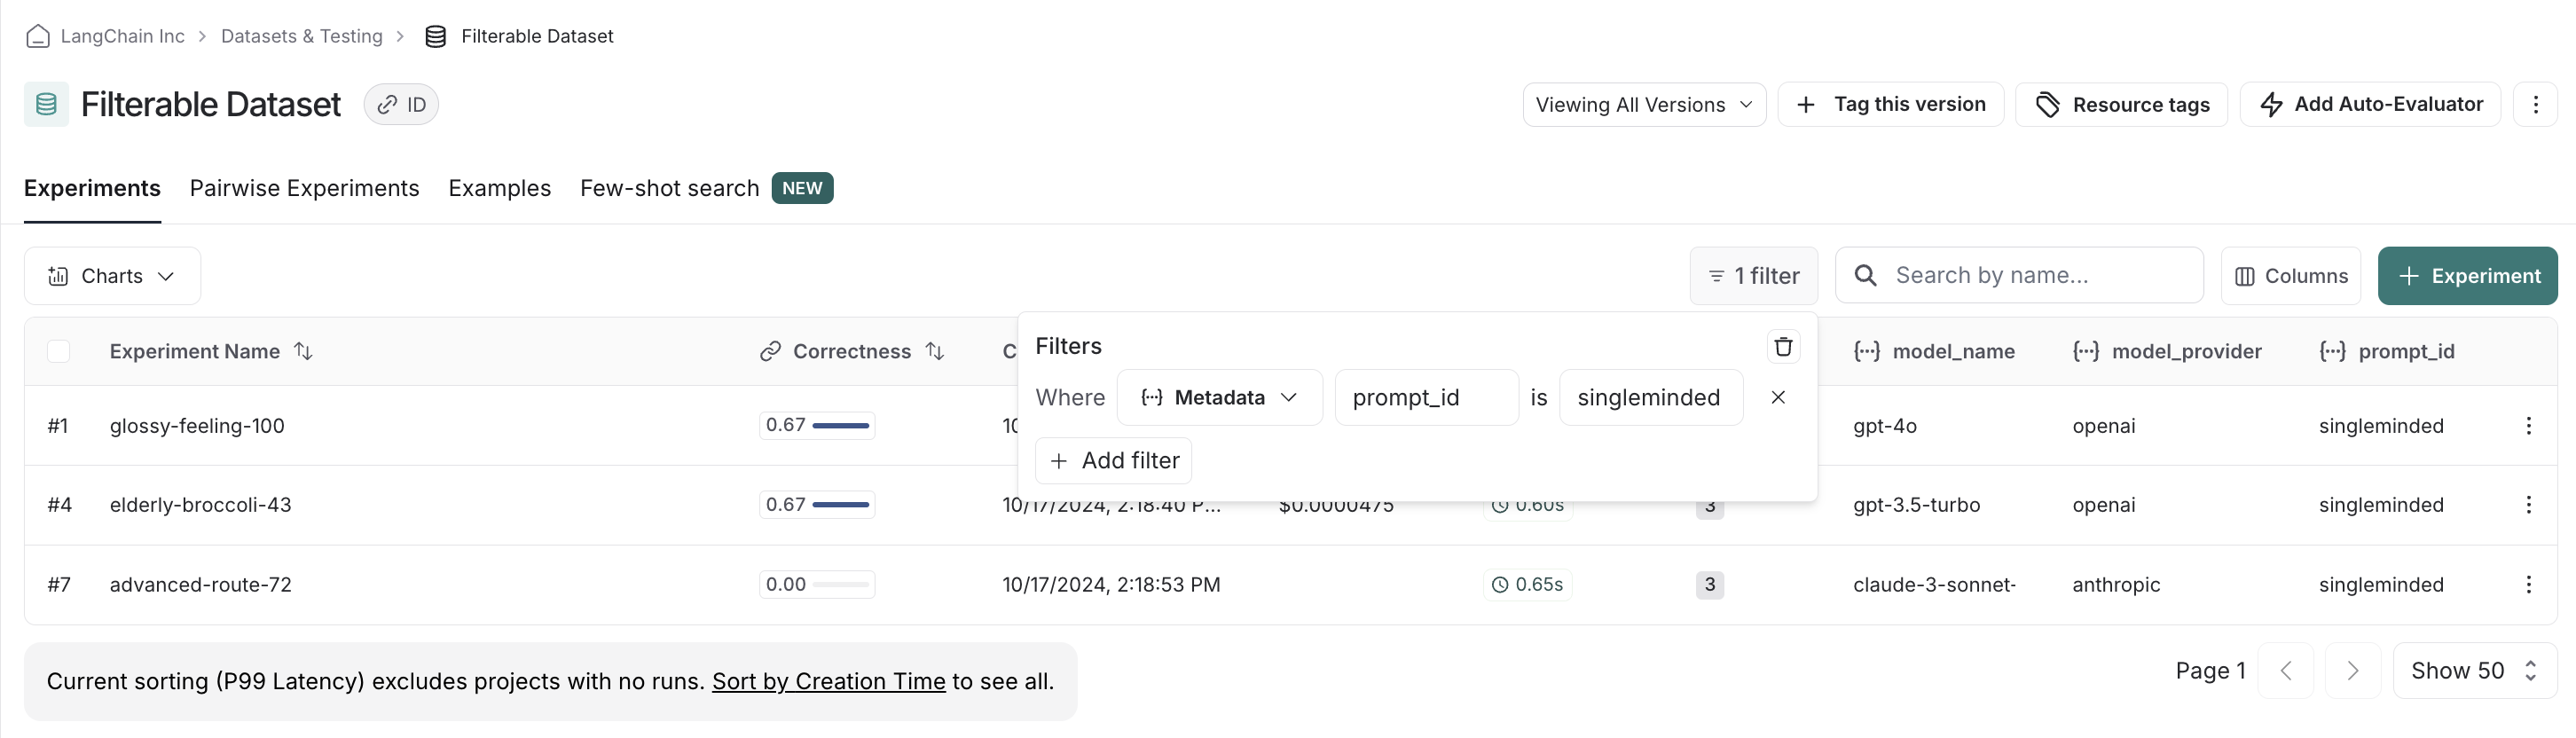 LangChain Inc > Datasets & Testing > Filterable Dataset
Filterable Dataset ID Viewing All Versions + Tag this version Resource tags Add Auto-Evaluator
Experiments Pairwise Experiments Examples Few-shot search NEW
Charts 1 filter Search by name... Columns + Experiment
Experiment Name Correctness C model_name model_provider prompt_id
Filters
Where Metadata prompt_id is singleminded
+ Add filter
#1 glossy-feeling-100 0.67 10 gpt-4o openai singleminded
#4 elderly-broccoli-43 0.67 10/17/2024, 2:18:40 P... $0.0000475 0.60s 3 gpt-3.5-turbo openai singleminded
#7 advanced-route-72 0.00 10/17/2024, 2:18:53 PM 0.65s 3 claude-3-sonnet- anthropic singleminded
Current sorting (P99 Latency) excludes projects with no runs. Sort by Creation Time to see all.
Page 1 Show 50